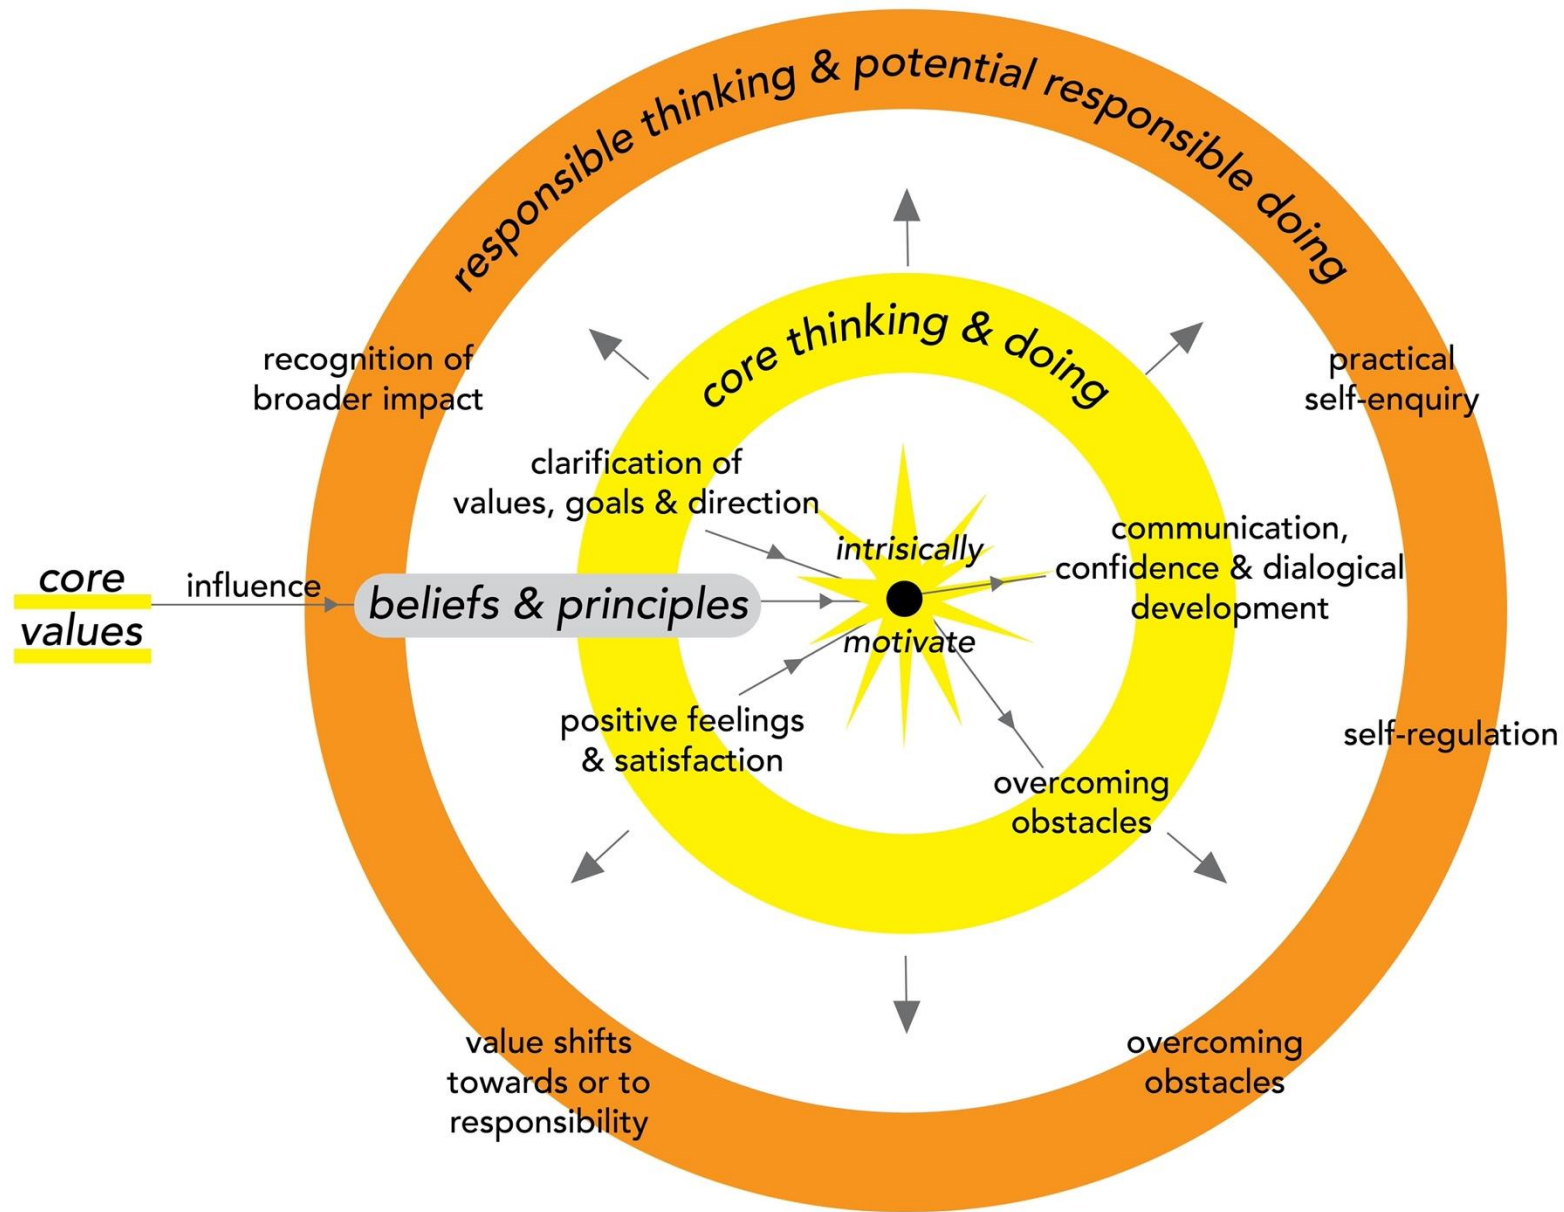 responsible thinking & potential responsible doing
core thinking & doing
recognition of
broader impact
practical
self-enquiry
clarification of
values, goals & direction
communication,
confidence & dialogical
development
intrisically
motivate
core
values
influence
beliefs & principles
positive feelings
& satisfaction
overcoming
obstacles
self-regulation
value shifts
towards or to
responsibility
overcoming
obstacles